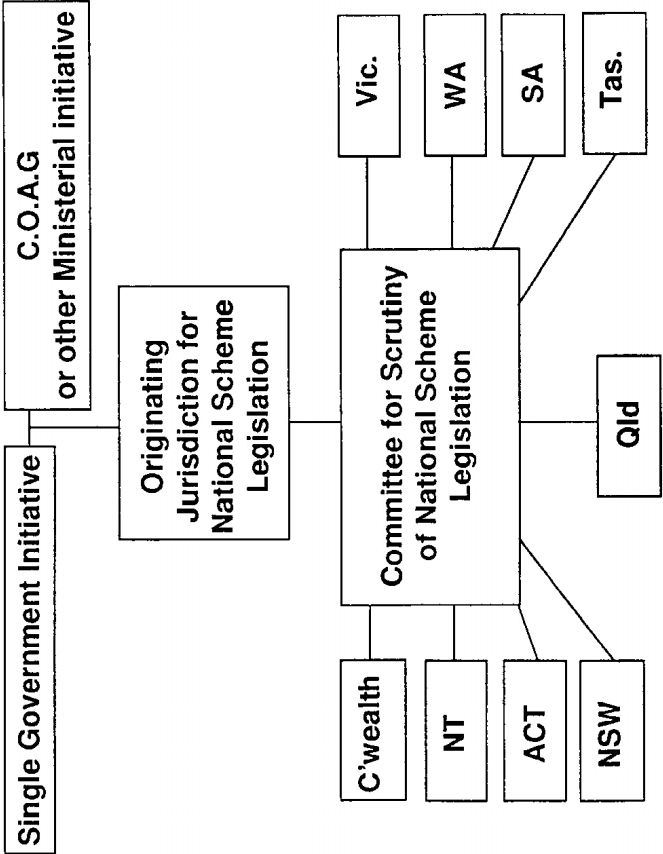 Single Government Initiative
C.O.A.G
or other Ministerial initiative
Originating
Jurisdiction for
National Scheme
Legislation
Committee for Scrutiny
of National Scheme
Legislation
C'wealth
NT
ACT
NSW
Qld
Vic.
WA
SA
Tas.